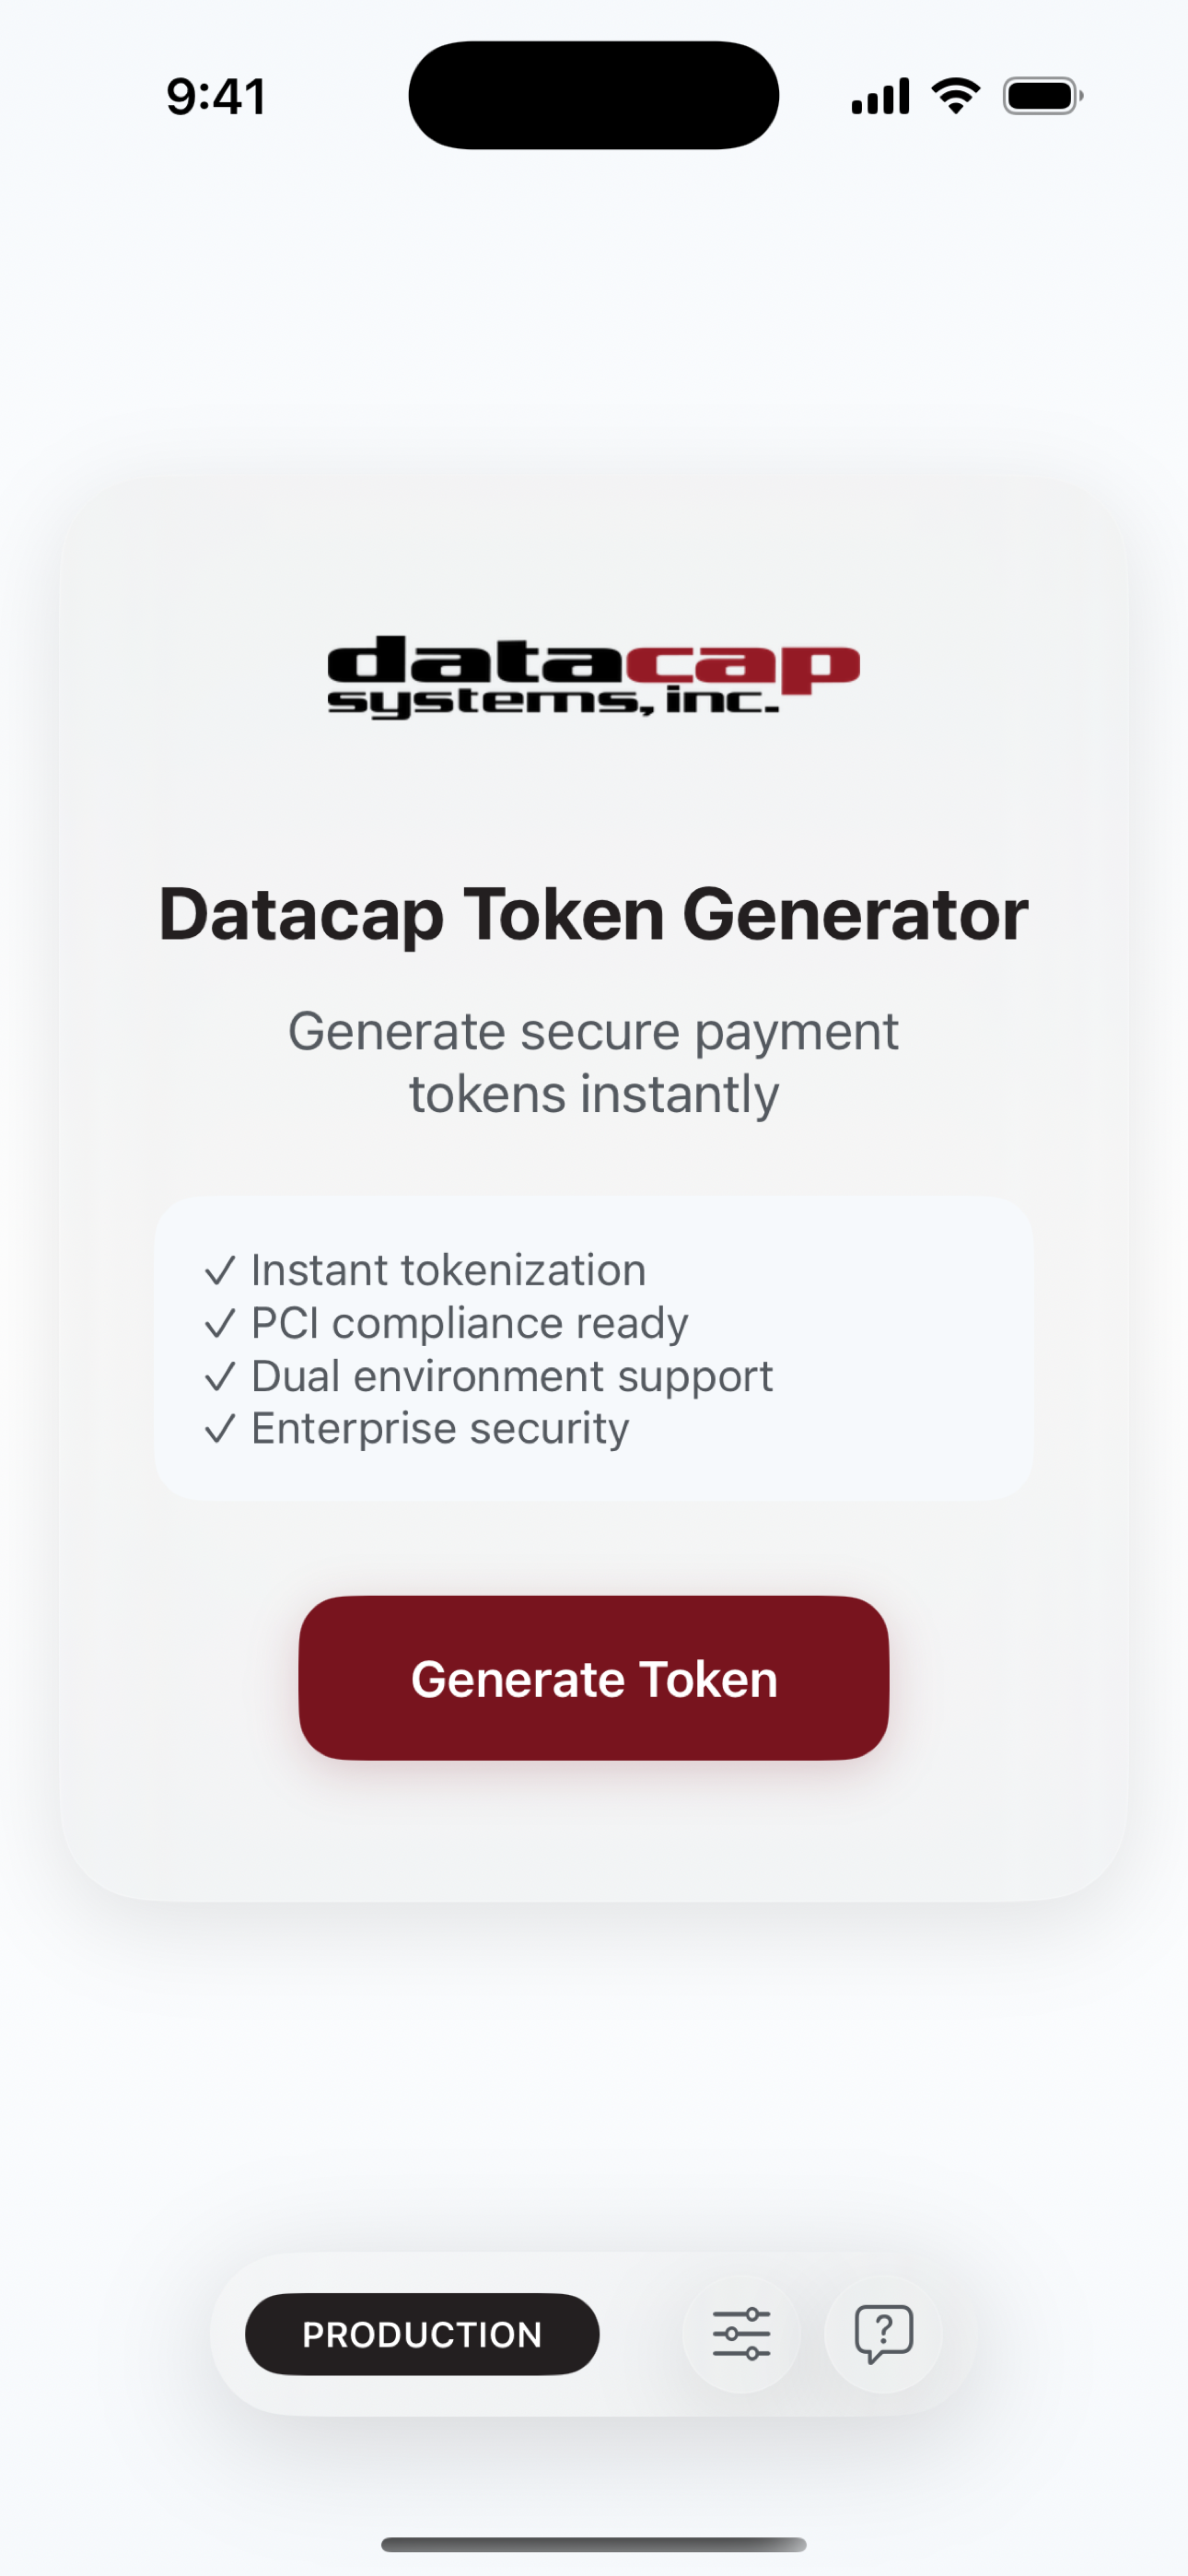 9:41
datacap
systems, inc.
Datacap Token Generator
Generate secure payment
tokens instantly
✓ Instant tokenization
✓ PCI compliance ready
✓ Dual environment support
✓ Enterprise security
Generate Token
PRODUCTION
?